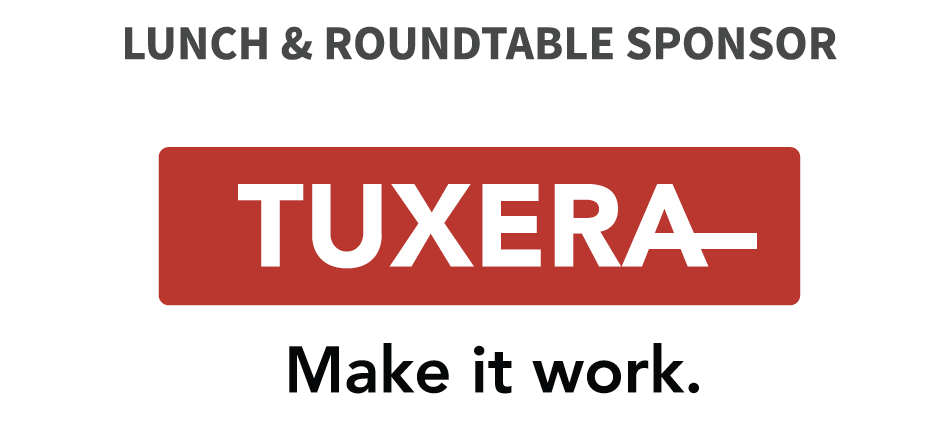 LUNCH & ROUNDTABLE SPONSOR
TUXERA
Make it work.